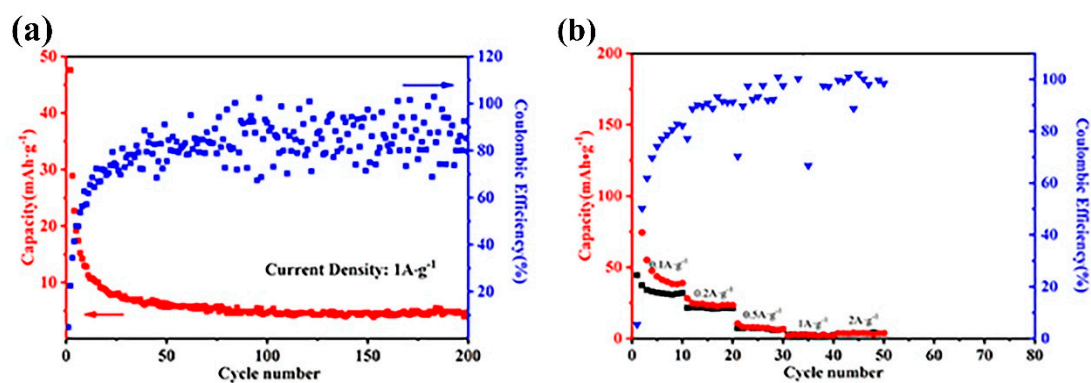 (a)
50
40
30
20
10
Capacity(mAh·g-1)
120
100
80
60
40
20
0
Coulombic Efficiency(%)
Current Density: 1A·g-1
0
50
100
150
200
Cycle number
(b)
200
150
100
50
0
Capacity(mAh•g-1)
100
80
60
40
20
0
Coulombic Efficiency(%)
0.1A·g-1
0.2A·g-1
0.5A·g-1
1A·g-1
2A·g-1
0
10
20
30
40
50
60
70
80
Cycle number